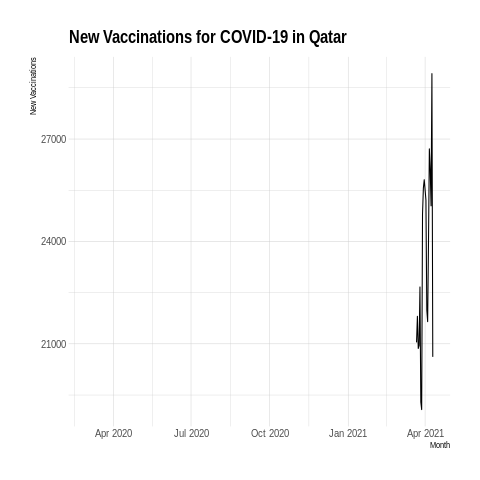 New Vaccinations for COVID-19 in Qatar
New Vaccinations
27000
24000
21000
Apr 2020 Jul 2020 Oct 2020 Jan 2021 Apr 2021
Month